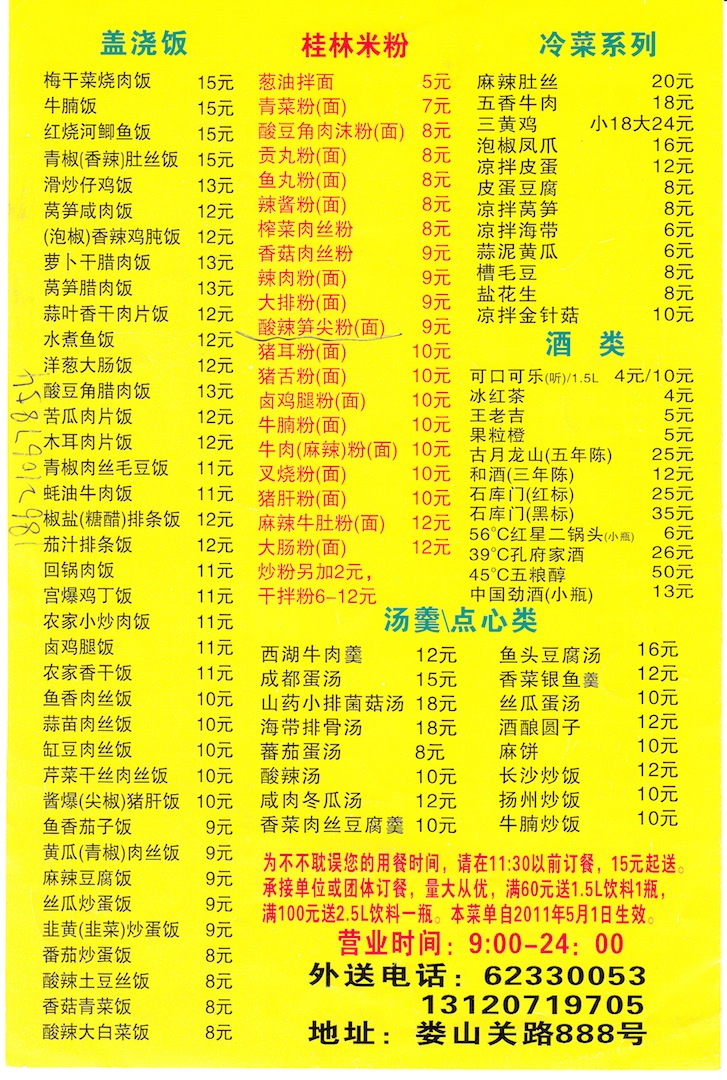 盖浇饭
梅干菜烧肉饭 15元
牛腩饭 15元
红烧河鲫鱼饭 15元
青椒(香辣)肚丝饭 15元
滑炒仔鸡饭 13元
莴笋咸肉饭 12元
(泡椒)香辣鸡肫饭 12元
萝卜干腊肉饭 13元
莴笋腊肉饭 13元
蒜叶香干肉片饭 12元
水煮鱼饭 12元
洋葱大肠饭 12元
酸豆角腊肉饭 13元
苦瓜肉片饭 12元
木耳肉片饭 12元
青椒肉丝毛豆饭 11元
蚝油牛肉饭 11元
椒盐(糖醋)排条饭 12元
茄汁排条饭 12元
回锅肉饭 11元
宫爆鸡丁饭 11元
农家小炒肉饭 11元
卤鸡腿饭 11元
农家香干饭 11元
鱼香肉丝饭 10元
蒜苗肉丝饭 10元
缸豆肉丝饭 10元
芹菜干丝肉丝饭 10元
酱爆(尖椒)猪肝饭 10元
鱼香茄子饭 9元
黄瓜(青椒)肉丝饭 9元
麻辣豆腐饭 9元
丝瓜炒蛋饭 9元
韭黄(韭菜)炒蛋饭 9元
番茄炒蛋饭 8元
酸辣土豆丝饭 8元
香菇青菜饭 8元
酸辣大白菜饭 8元
桂林米粉
葱油拌面 5元
青菜粉(面) 7元
酸豆角肉沫粉(面) 8元
贡丸粉(面) 8元
鱼丸粉(面) 8元
辣酱粉(面) 8元
榨菜肉丝粉 8元
香菇肉丝粉 9元
辣肉粉(面) 9元
大排粉(面) 9元
酸辣笋尖粉(面) 9元
猪耳粉(面) 10元
猪舌粉(面) 10元
卤鸡腿粉(面) 10元
牛腩粉(面) 10元
牛肉(麻辣)粉(面) 10元
叉烧粉(面) 10元
猪肝粉(面) 10元
麻辣牛肚粉(面) 12元
大肠粉(面) 12元
炒粉另加2元，
干拌粉6-12元
冷菜系列
麻辣肚丝 20元
五香牛肉 18元
三黄鸡 小18大24元
泡椒凤爪 16元
凉拌皮蛋 12元
皮蛋豆腐 8元
凉拌莴笋 8元
凉拌海带 6元
蒜泥黄瓜 6元
槽毛豆 8元
盐花生 8元
凉拌金针菇 10元
酒 类
可口可乐(听)/1.5L 4元/10元
冰红茶 4元
王老吉 5元
果粒橙 5元
古月龙山(五年陈) 25元
和酒(三年陈) 12元
石库门(红标) 25元
石库门(黑标) 35元
56°C红星二锅头(小瓶) 6元
39°C孔府家酒 26元
45°C五粮醇 50元
中国劲酒(小瓶) 13元
汤羹\点心类
西湖牛肉羹 12元
成都蛋汤 15元
山药小排菌菇汤 18元
海带排骨汤 18元
蕃茄蛋汤 8元
酸辣汤 10元
咸肉冬瓜汤 12元
香菜肉丝豆腐羹 10元
鱼头豆腐汤 16元
香菜银鱼羹 12元
丝瓜蛋汤 10元
酒酿圆子 12元
麻饼 10元
长沙炒饭 12元
扬州炒饭 10元
牛腩炒饭 10元
为不不耽误您的用餐时间，请在11:30以前订餐，15元起送。
承接单位或团体订餐，量大从优，满60元送1.5L饮料1瓶，
满100元送2.5L饮料一瓶。本菜单自2011年5月1日生效。
营业时间：9:00-24：00
外送电话：62330053
13120719705
地址：娄山关路888号